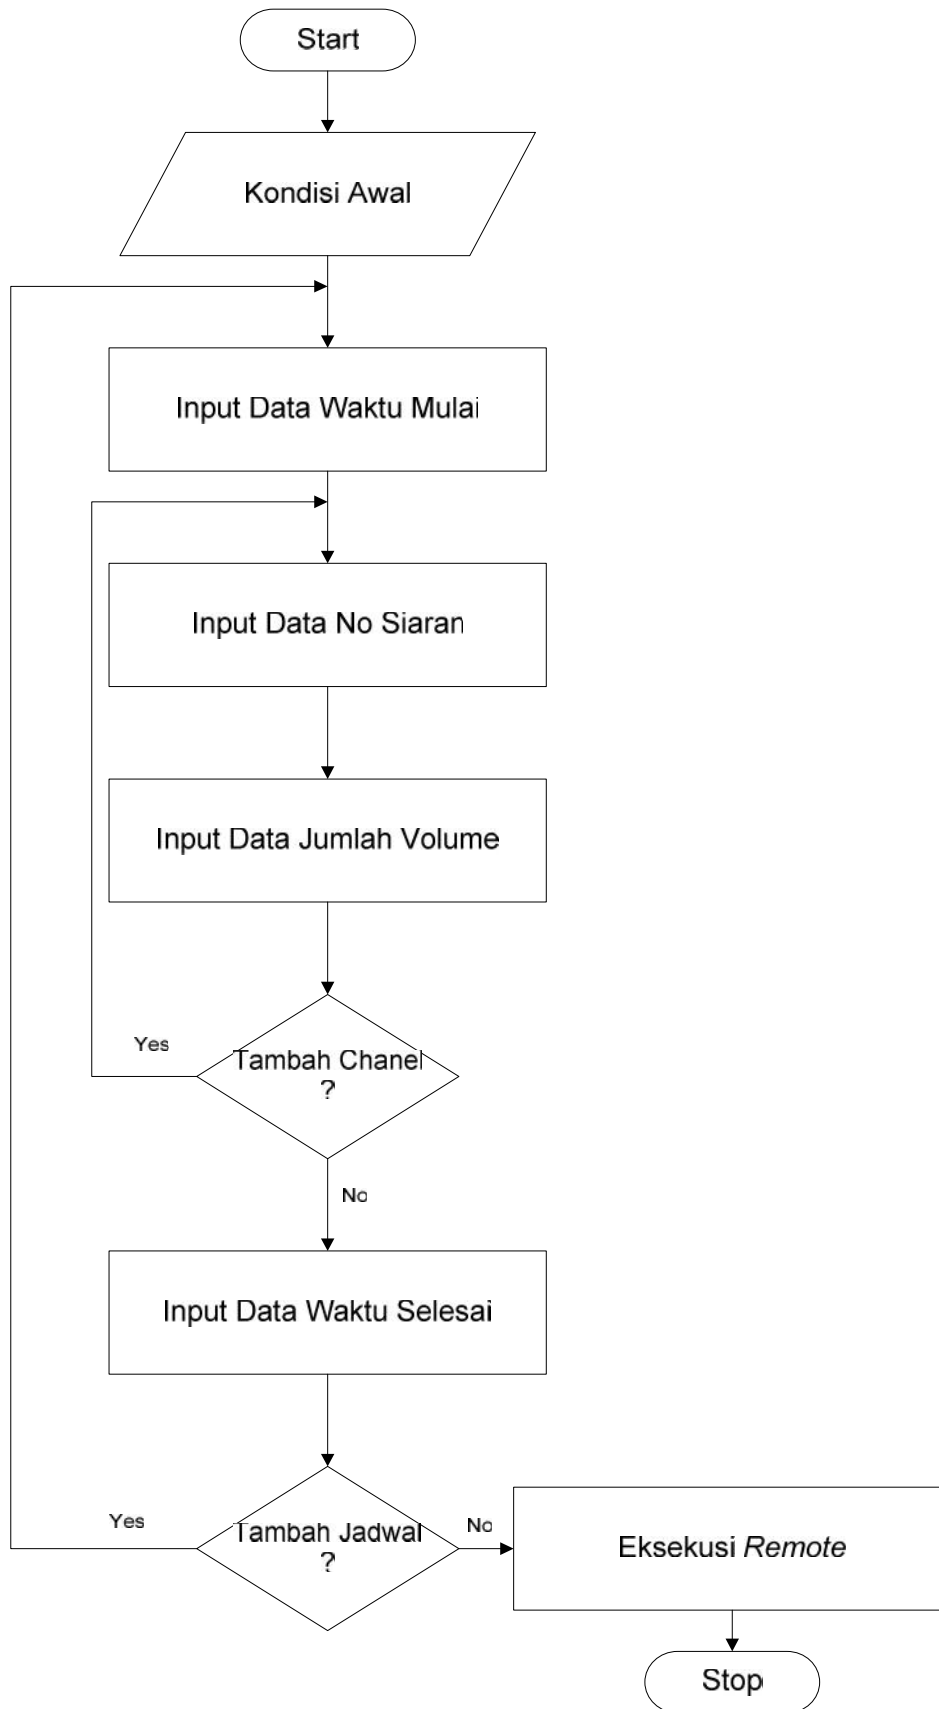 Start
Kondisi Awal
Input Data Waktu Mulai
Input Data No Siaran
Input Data Jumlah Volume
Yes
Tambah Chanel
?
No
Input Data Waktu Selesai
Yes
Tambah Jadwal
?
No
Eksekusi Remote
Stop